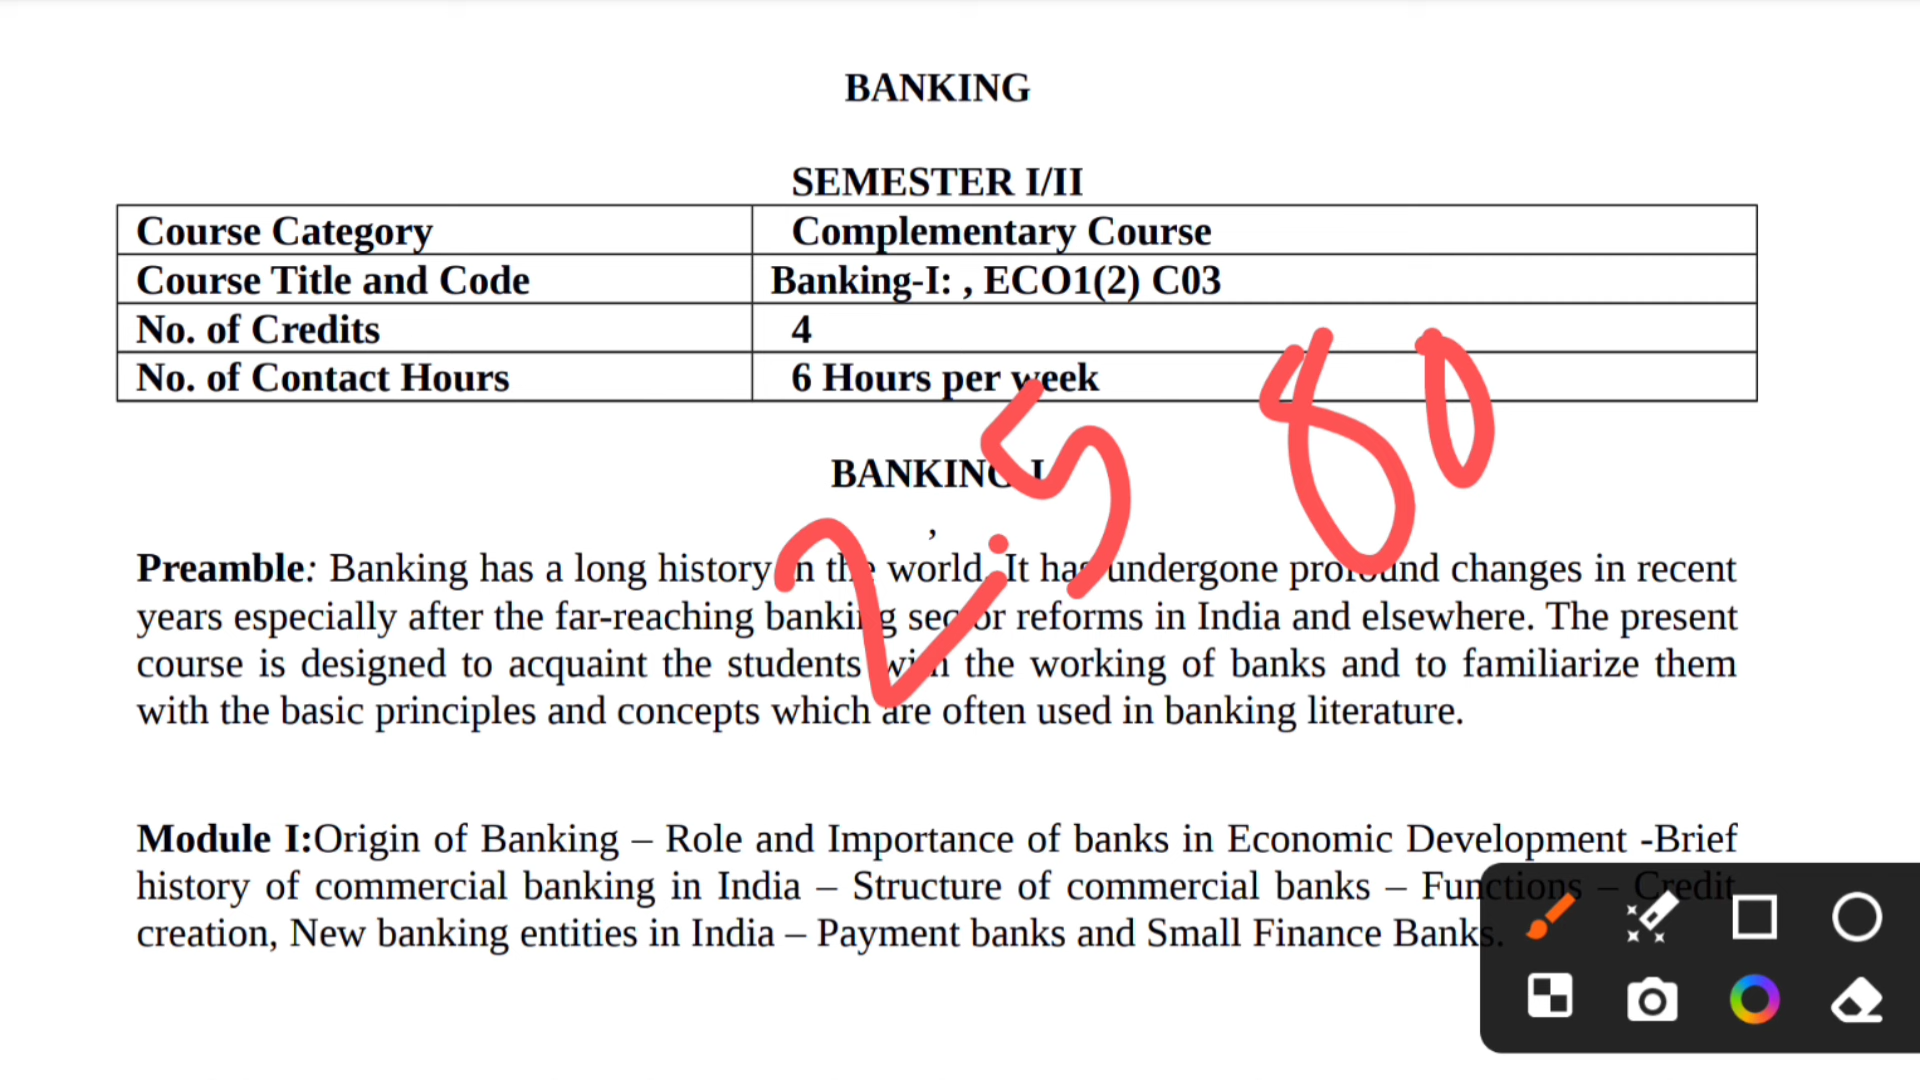 BANKING
SEMESTER I/II
Course Category Complementary Course
Course Title and Code Banking-I: , ECO1(2) C03
No. of Credits 4
No. of Contact Hours 6 Hours per week
80
2.5
BANKING I
,
Preamble: Banking has a long history in the world. It has undergone profound changes in recent
years especially after the far-reaching banking sector reforms in India and elsewhere. The present
course is designed to acquaint the students with the working of banks and to familiarize them
with the basic principles and concepts which are often used in banking literature.
Module I:Origin of Banking – Role and Importance of banks in Economic Development -Brief
history of commercial banking in India – Structure of commercial banks – Functions – Credit
creation, New banking entities in India – Payment banks and Small Finance Banks.